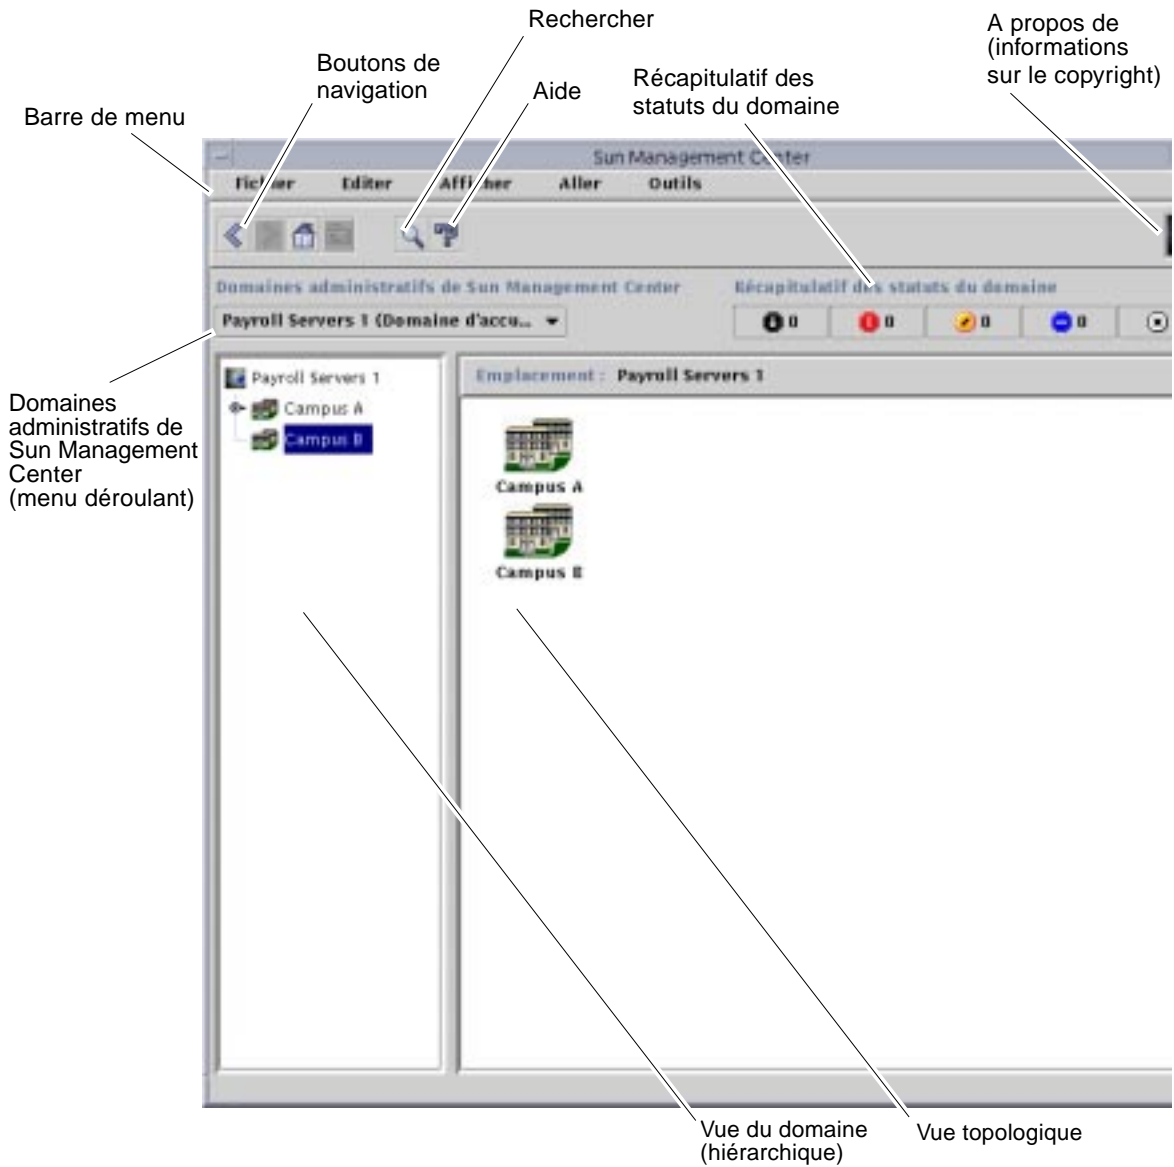 Rechercher
A propos de
(informations
sur le copyright)
Boutons de
navigation
Aide
Récapitulatif des
statuts du domaine
Barre de menu
Sun Management Center
Fichier Editer Afficher Aller Outils
Domaines administratifs de Sun Management Center
Récapitulatif des statuts du domaine
Payroll Servers 1 (Domaine d'accu...
0 0 0 0
Payroll Servers 1
Campus A
Campus B
Emplacement : Payroll Servers 1
Campus A
Campus B
Domaines
administratifs de
Sun Management
Center
(menu déroulant)
Vue du domaine
(hiérarchique)
Vue topologique